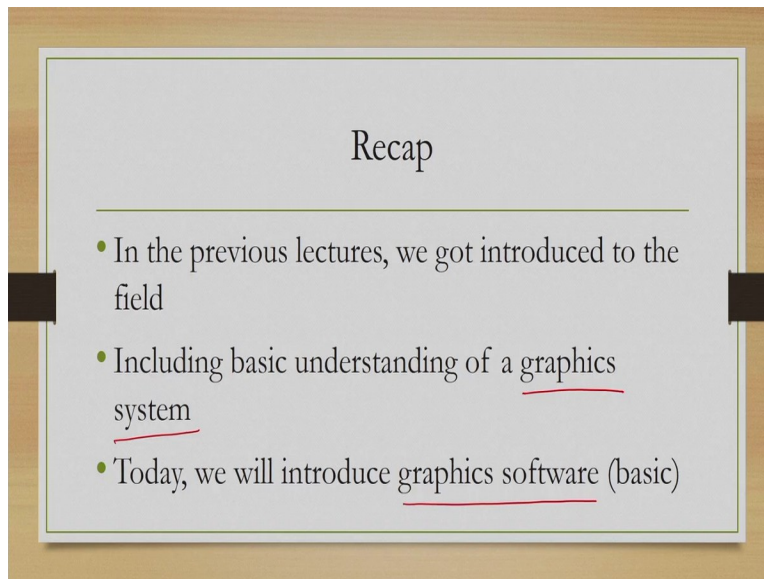 Recap
• In the previous lectures, we got introduced to the
field
• Including basic understanding of a graphics
system
• Today, we will introduce graphics software (basic)